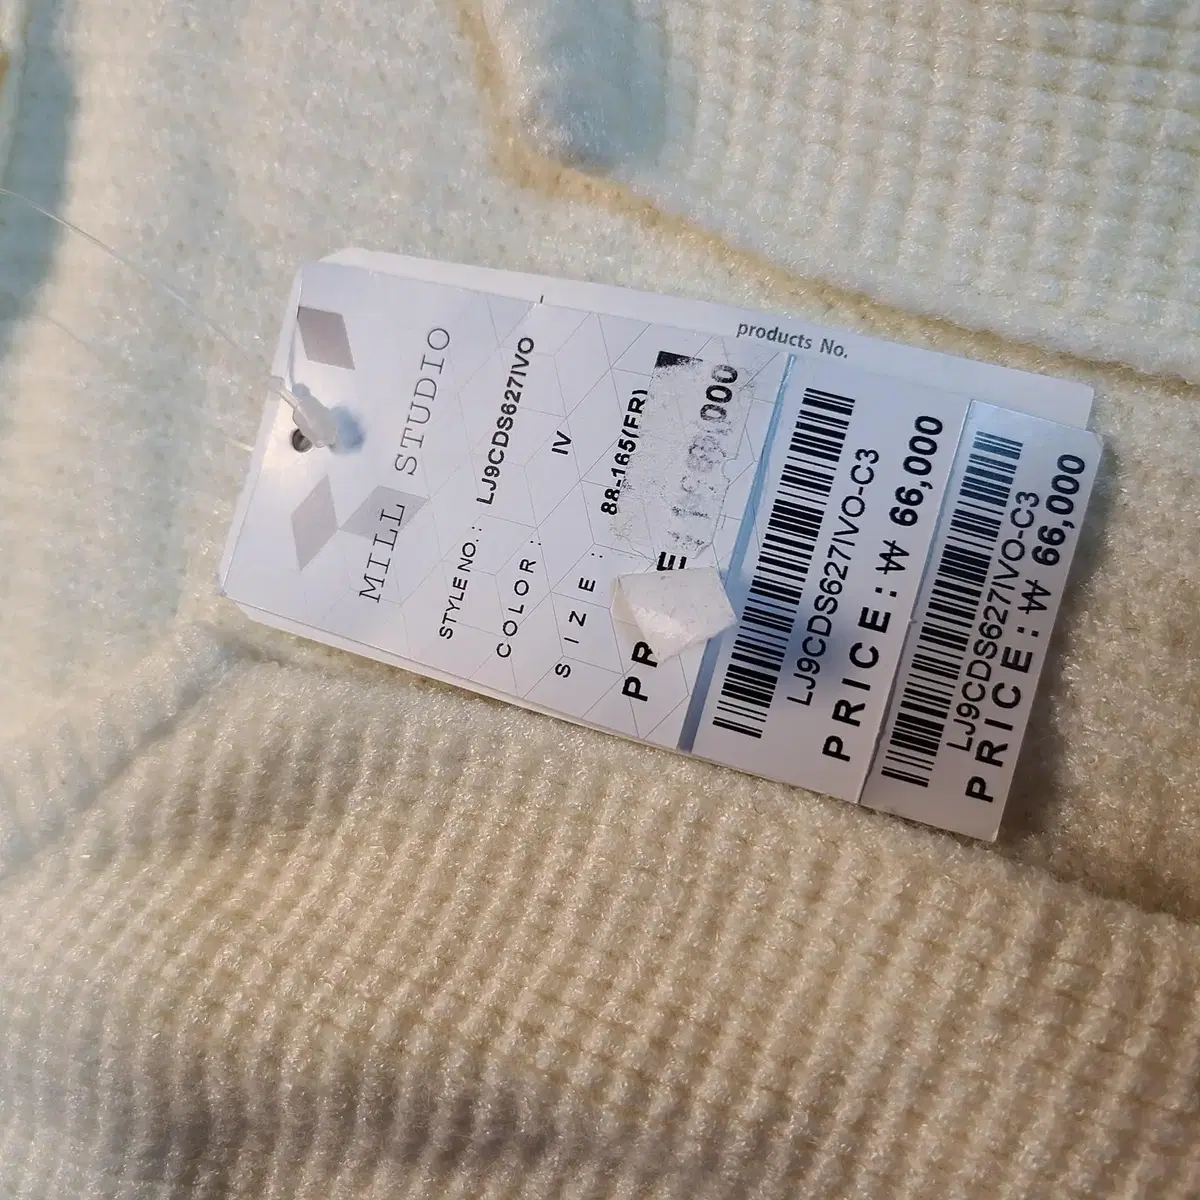 MILL STUDIO
STYLE NO. : LJ9CDS627IVO
COLOR : IV
SIZE : 88-165(FR)
products No.
LJ9CDS627IVO-C3
PRICE : ₩ 66,000
LJ9CDS627IVO-C3
PRICE : ₩ 66,000